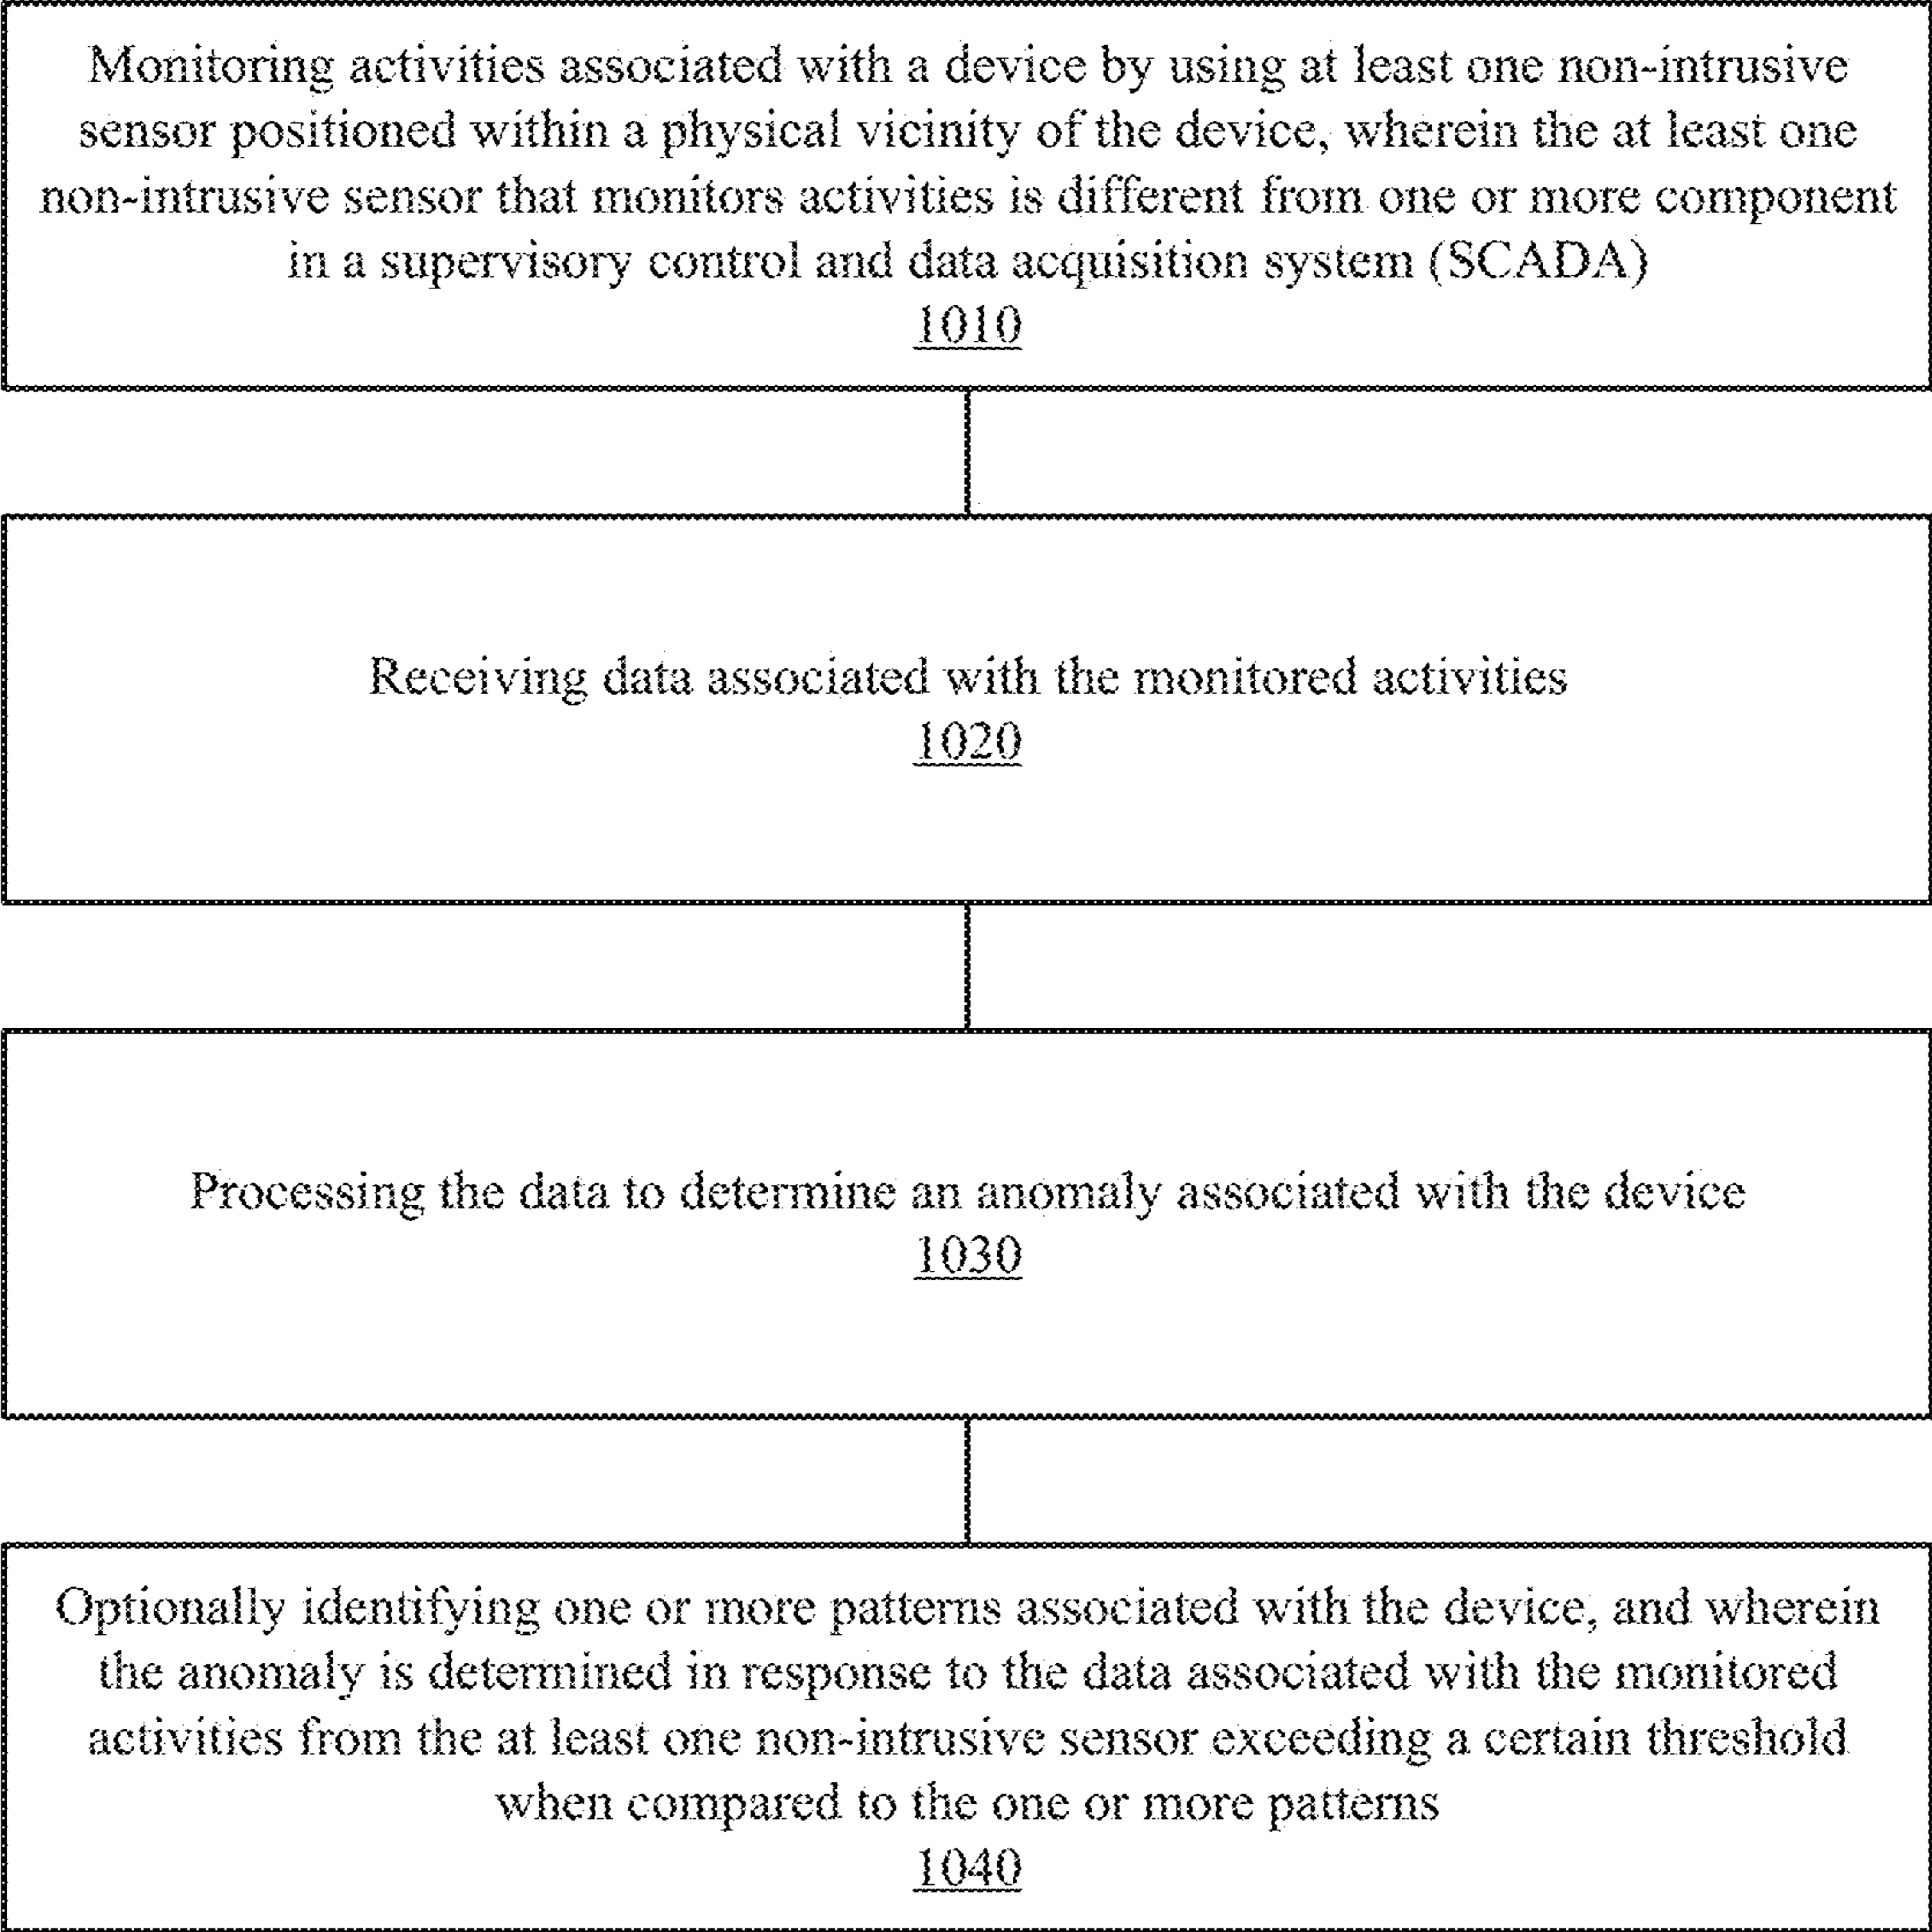 Monitoring activities associated with a device by using at least one non-intrusive
sensor positioned within a physical vicinity of the device, wherein the at least one
non-intrusive sensor that monitors activities is different from one or more component
in a supervisory control and data acquisition system (SCADA)
1010
Receiving data associated with the monitored activities
1020
Processing the data to determine an anomaly associated with the device
1030
Optionally identifying one or more patterns associated with the device, and wherein
the anomaly is determined in response to the data associated with the monitored
activities from the at least one non-intrusive sensor exceeding a certain threshold
when compared to the one or more patterns
1040